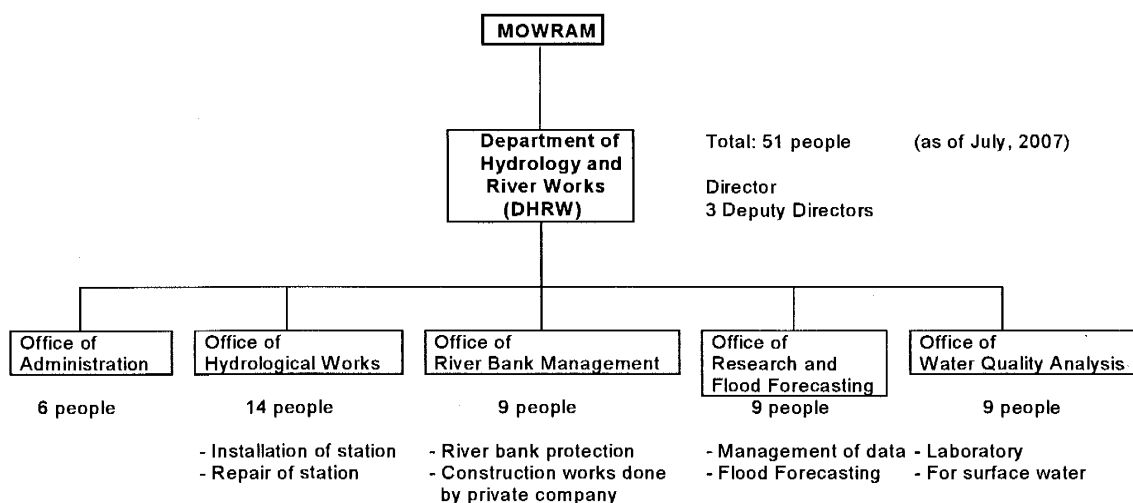 MOWRAM
Department of
Hydrology and
River Works
(DHRW)
Total: 51 people (as of July, 2007)
Director
3 Deputy Directors
Office of
Administration
6 people
Office of
Hydrological Works
14 people
- Installation of station
- Repair of station
Office of
River Bank Management
9 people
- River bank protection
- Construction works done
by private company
Office of
Research and
Flood Forecasting
9 people
- Management of data
- Flood Forecasting
Office of
Water Quality Analysis
9 people
- Laboratory
- For surface water